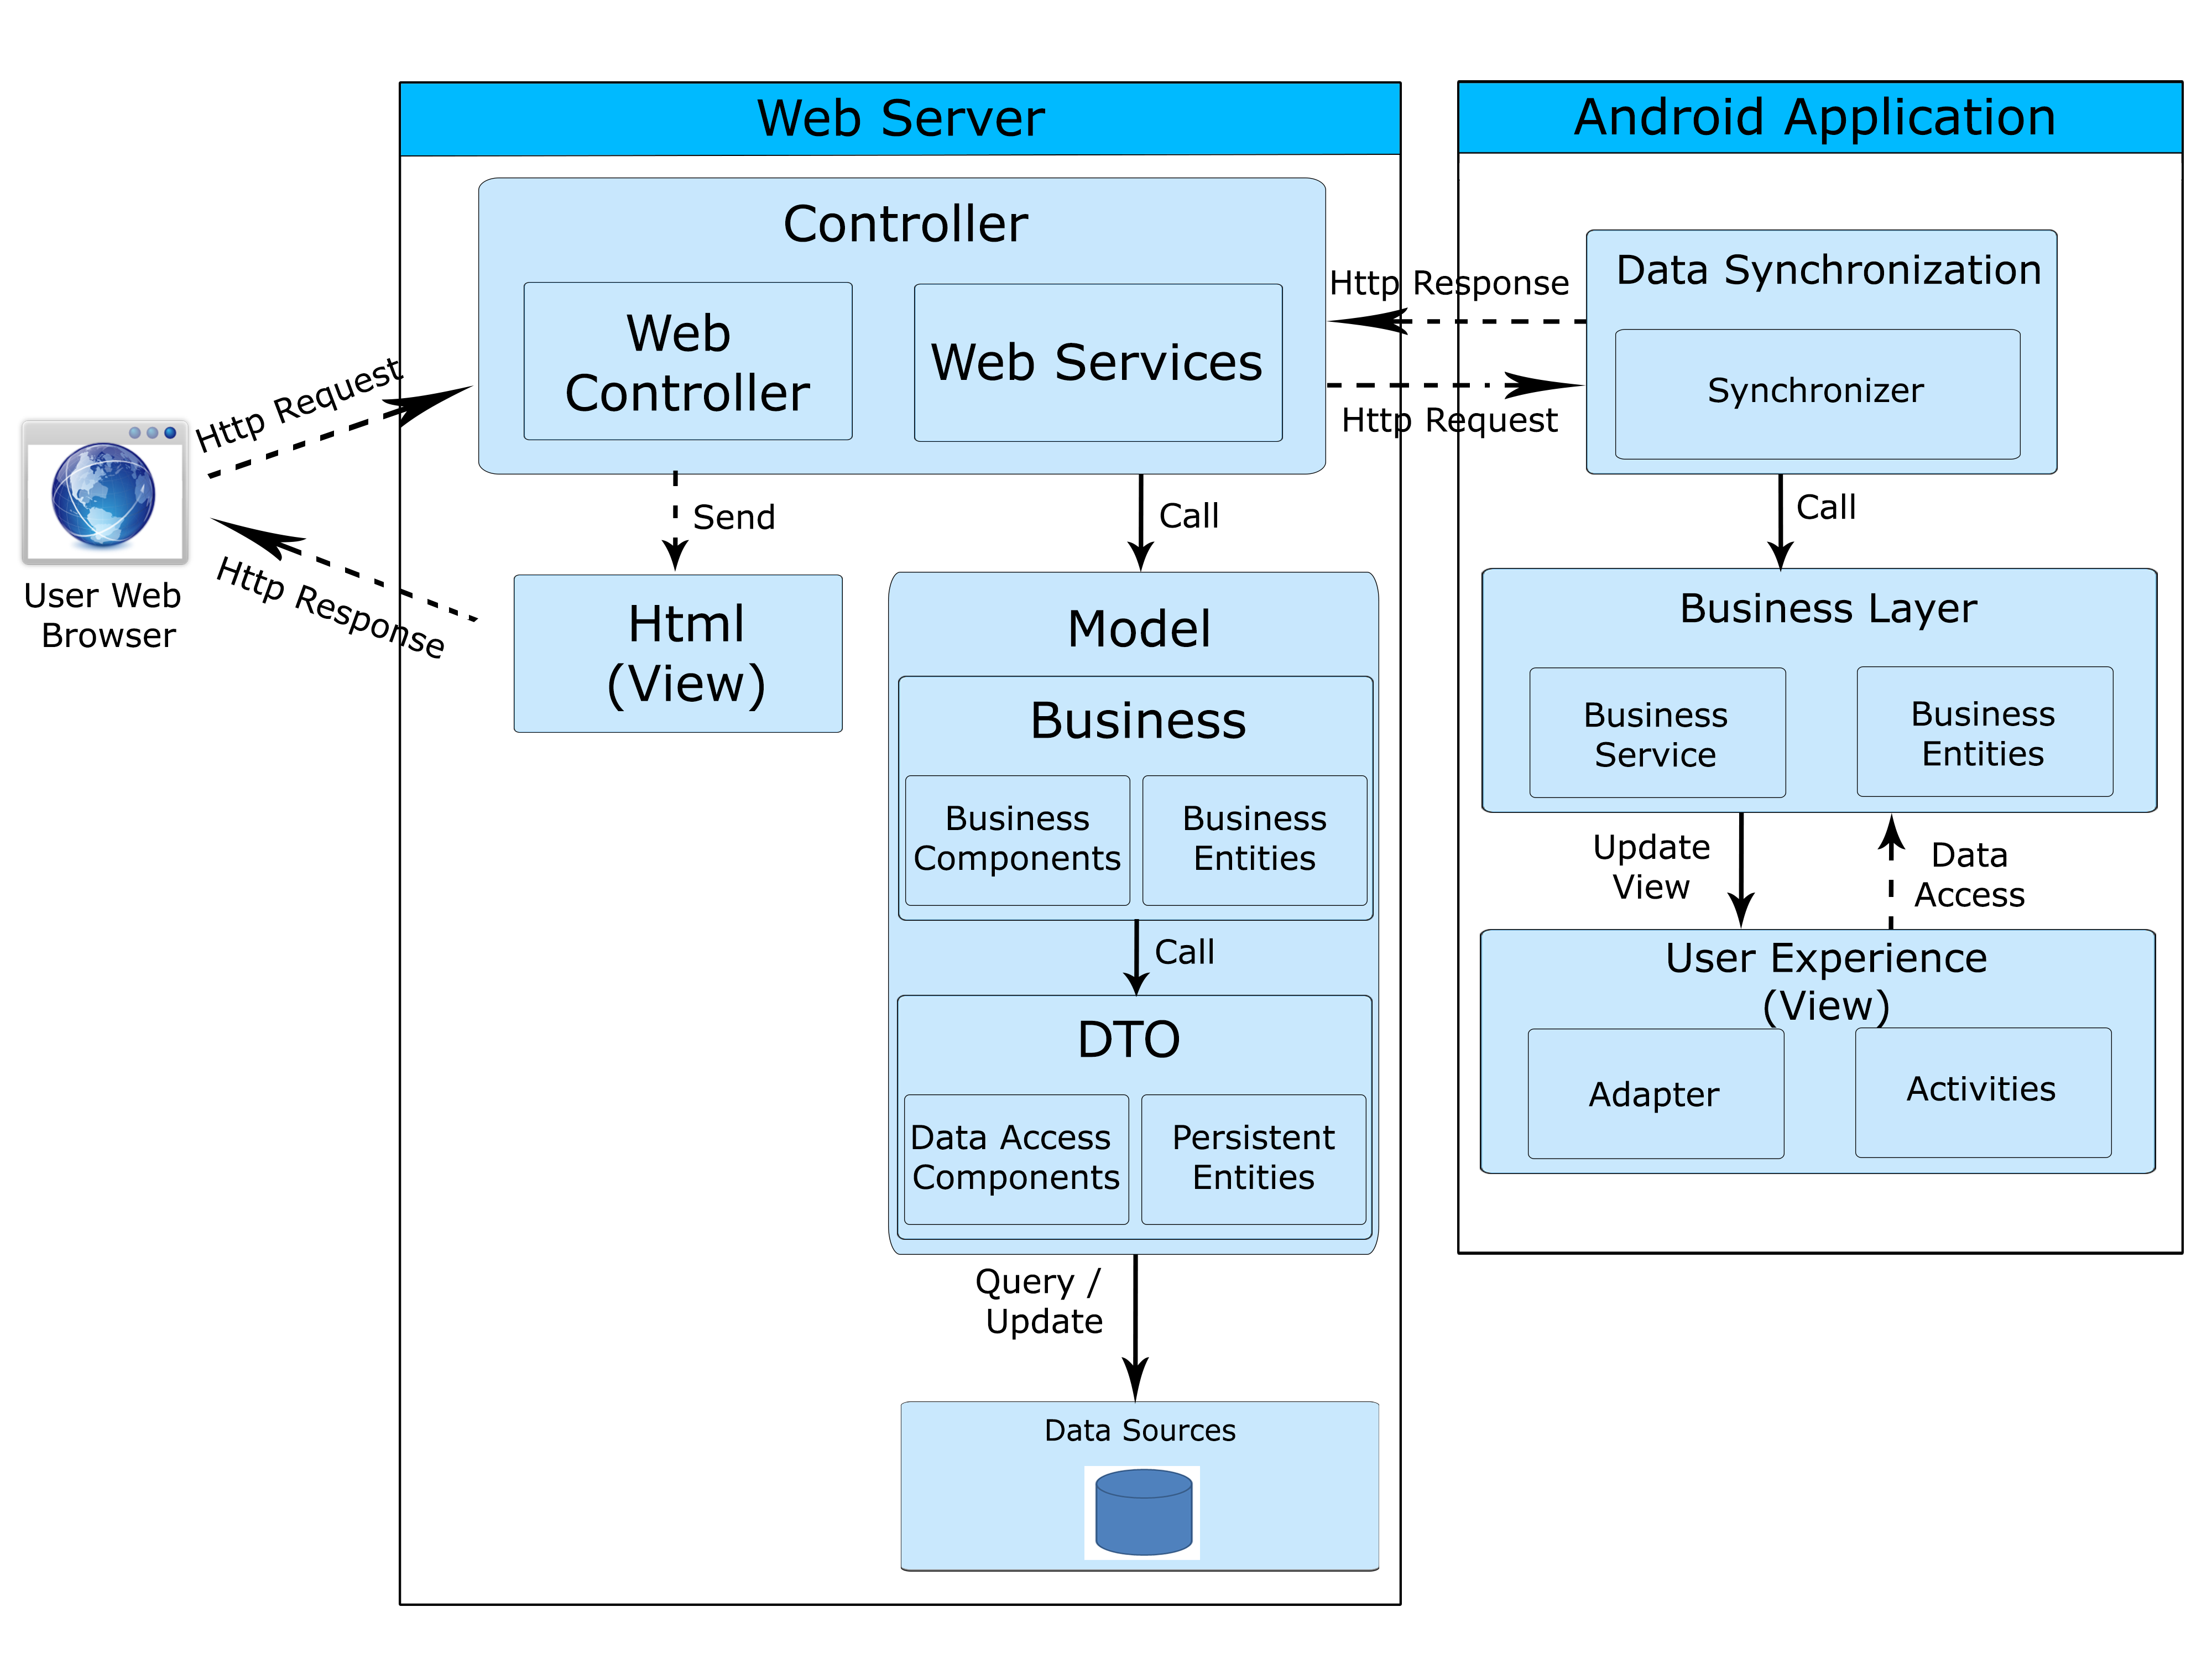 Web Server
Controller
Web
Controller
Web Services
Http Request
User Web
Browser
Http Response
Send
Html
(View)
Call
Model
Business
Business
Components
Business
Entities
Call
DTO
Data Access
Components
Persistent
Entities
Query /
Update
Data Sources
Http Response
Http Request
Android Application
Data Synchronization
Synchronizer
Call
Business Layer
Business
Service
Business
Entities
Update
View
Data
Access
User Experience
(View)
Adapter
Activities